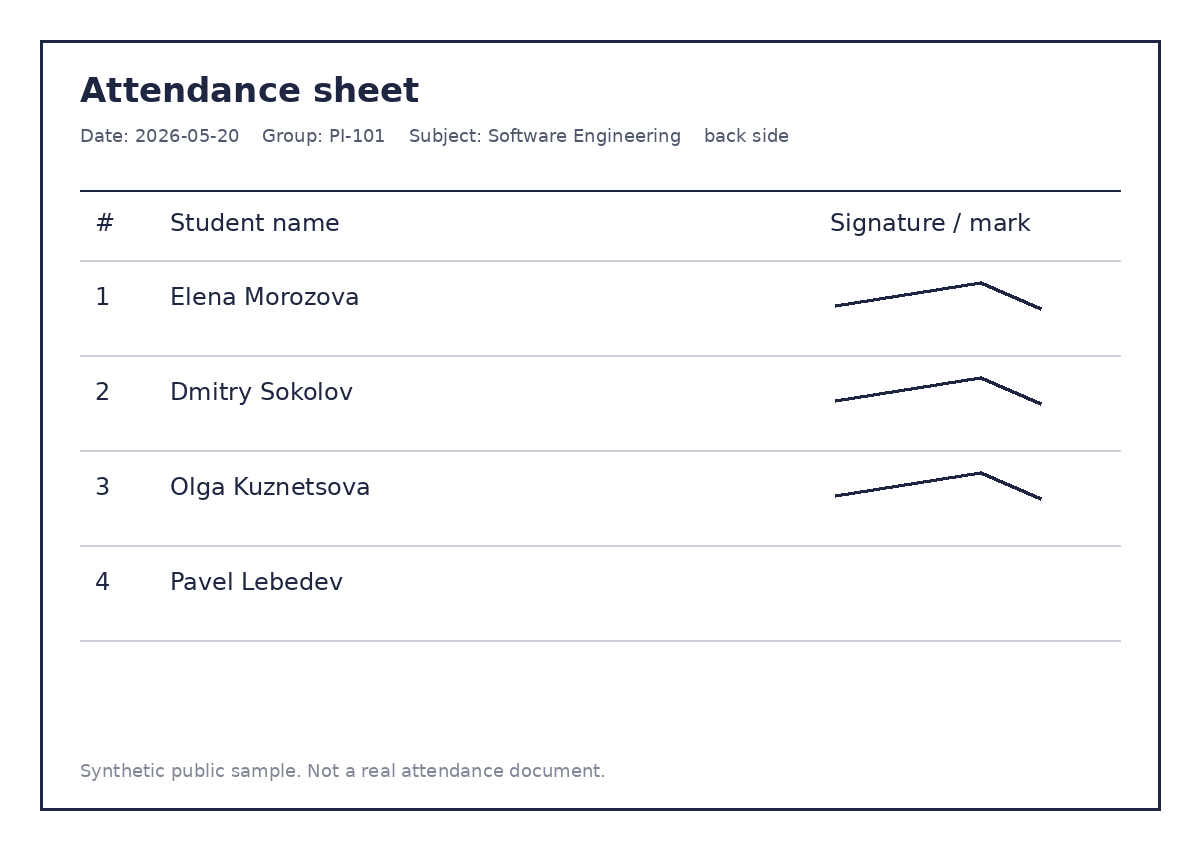 Attendance sheet
Date: 2026-05-20 Group: PI-101 Subject: Software Engineering back side
# Student name Signature / mark
1 Elena Morozova
2 Dmitry Sokolov
3 Olga Kuznetsova
4 Pavel Lebedev
Synthetic public sample. Not a real attendance document.